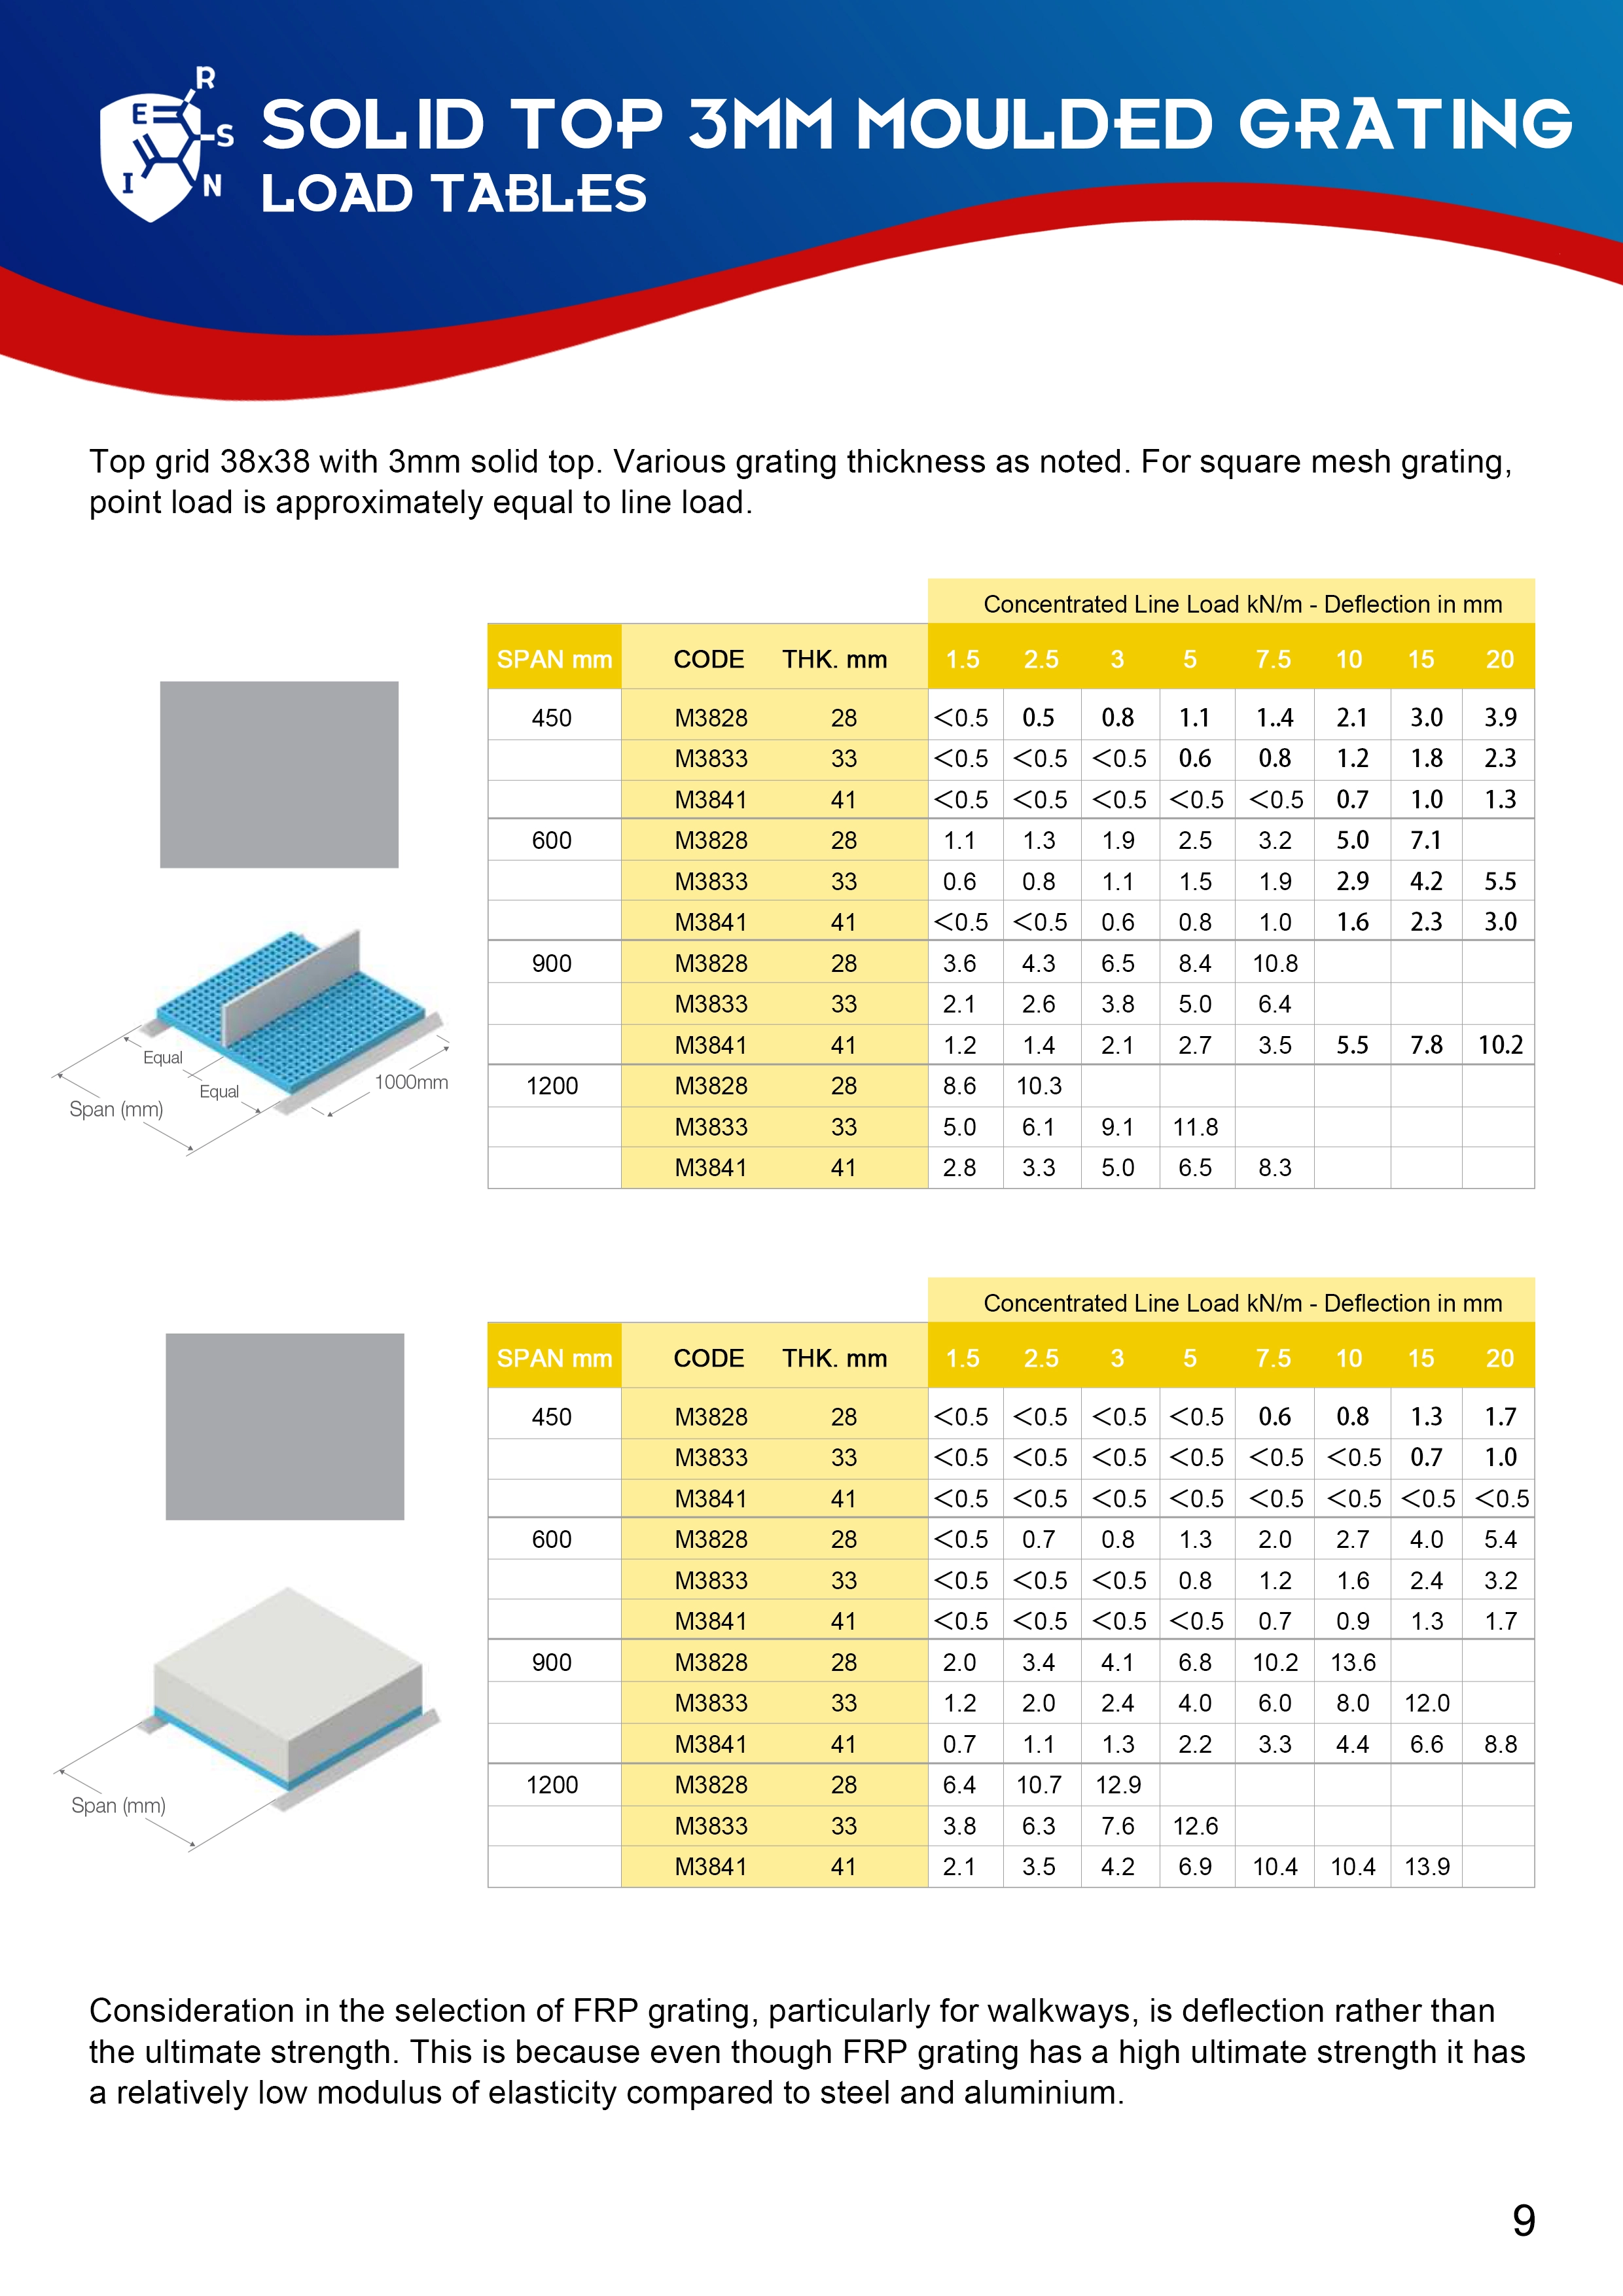 R
E
S
I
N
SOLID TOP 3MM MOULDED GRATING
LOAD TABLES
Top grid 38x38 with 3mm solid top. Various grating thickness as noted. For square mesh grating,
point load is approximately equal to line load.
Concentrated Line Load kN/m - Deflection in mm
SPAN mm CODE THK. mm 1.5 2.5 3 5 7.5 10 15 20
450 M3828 28 <0.5 0.5 0.8 1.1 1..4 2.1 3.0 3.9
M3833 33 <0.5 <0.5 <0.5 0.6 0.8 1.2 1.8 2.3
M3841 41 <0.5 <0.5 <0.5 <0.5 <0.5 0.7 1.0 1.3
600 M3828 28 1.1 1.3 1.9 2.5 3.2 5.0 7.1
M3833 33 0.6 0.8 1.1 1.5 1.9 2.9 4.2 5.5
M3841 41 <0.5 <0.5 0.6 0.8 1.0 1.6 2.3 3.0
900 M3828 28 3.6 4.3 6.5 8.4 10.8
M3833 33 2.1 2.6 3.8 5.0 6.4
M3841 41 1.2 1.4 2.1 2.7 3.5 5.5 7.8 10.2
1200 M3828 28 8.6 10.3
M3833 33 5.0 6.1 9.1 11.8
M3841 41 2.8 3.3 5.0 6.5 8.3
Equal
Equal
1000mm
Span (mm)
Concentrated Line Load kN/m - Deflection in mm
SPAN mm CODE THK. mm 1.5 2.5 3 5 7.5 10 15 20
450 M3828 28 <0.5 <0.5 <0.5 <0.5 0.6 0.8 1.3 1.7
M3833 33 <0.5 <0.5 <0.5 <0.5 <0.5 <0.5 0.7 1.0
M3841 41 <0.5 <0.5 <0.5 <0.5 <0.5 <0.5 <0.5 <0.5
600 M3828 28 <0.5 0.7 0.8 1.3 2.0 2.7 4.0 5.4
M3833 33 <0.5 <0.5 <0.5 0.8 1.2 1.6 2.4 3.2
M3841 41 <0.5 <0.5 <0.5 <0.5 0.7 0.9 1.3 1.7
900 M3828 28 2.0 3.4 4.1 6.8 10.2 13.6
M3833 33 1.2 2.0 2.4 4.0 6.0 8.0 12.0
M3841 41 0.7 1.1 1.3 2.2 3.3 4.4 6.6 8.8
1200 M3828 28 6.4 10.7 12.9
M3833 33 3.8 6.3 7.6 12.6
M3841 41 2.1 3.5 4.2 6.9 10.4 10.4 13.9
Span (mm)
Consideration in the selection of FRP grating, particularly for walkways, is deflection rather than
the ultimate strength. This is because even though FRP grating has a high ultimate strength it has
a relatively low modulus of elasticity compared to steel and aluminium.
9